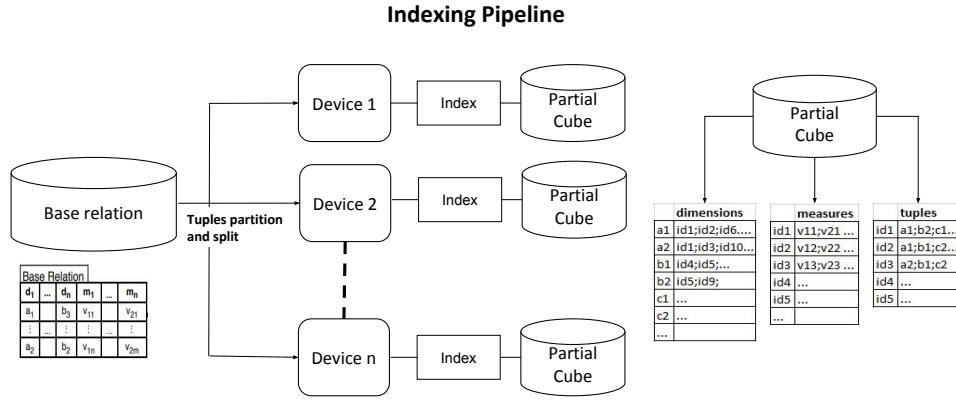 Indexing Pipeline
Base relation
Tuples partition
and split
Device 1
Index
Partial
Cube
Device 2
Index
Partial
Cube
Device n
Index
Partial
Cube
Base Relation
d1 ... dn m1 ... mn
a1 b3 v11 v21
⋮ ... ⋮ ⋮ ... ⋮
a2 b2 v1n v2m
Partial
Cube
dimensions
a1 id1;id2;id6....
a2 id1;id3;id10...
b1 id4;id5;...
b2 id5;id9;
c1 ...
c2 ...
...
measures
id1 v11;v21 ...
id2 v12;v22 ...
id3 v13;v23 ...
id4 ...
id5 ...
...
tuples
id1 a1;b2;c1...
id2 a1;b1;c2...
id3 a2;b1;c2
id4 ...
id5 ...